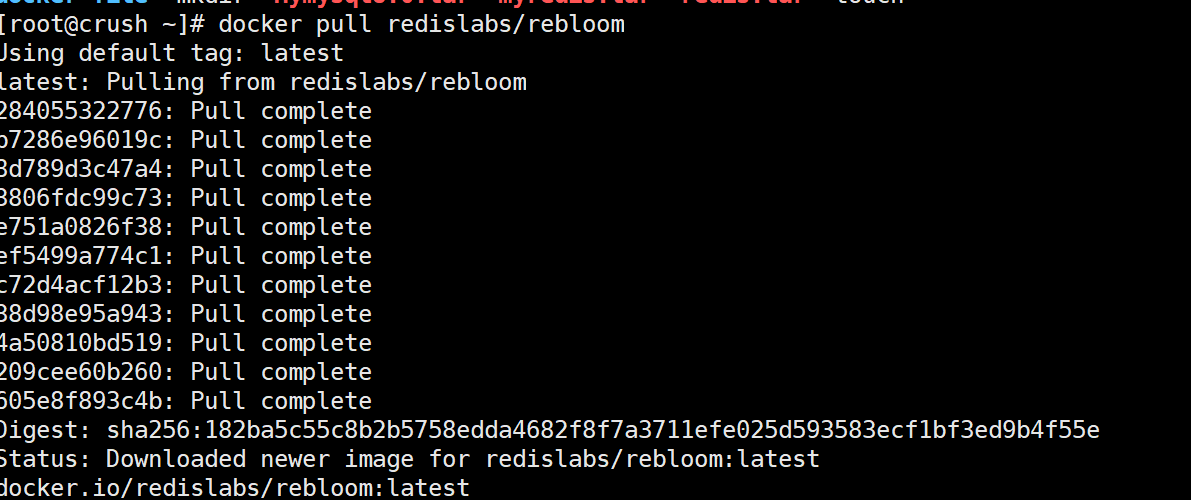 [root@crush ~]# docker pull redislabs/rebloom
Using default tag: latest
latest: Pulling from redislabs/rebloom
284055322776: Pull complete
b7286e96019c: Pull complete
3d789d3c47a4: Pull complete
3806fdc99c73: Pull complete
e751a0826f38: Pull complete
ef5499a774c1: Pull complete
c72d4acf12b3: Pull complete
38d98e95a943: Pull complete
4a50810bd519: Pull complete
209cee60b260: Pull complete
605e8f893c4b: Pull complete
Digest: sha256:182ba5c55c8b2b5758edda4682f8f7a3711efe025d593583ecf1bf3ed9b4f55e
Status: Downloaded newer image for redislabs/rebloom:latest
docker.io/redislabs/rebloom:latest